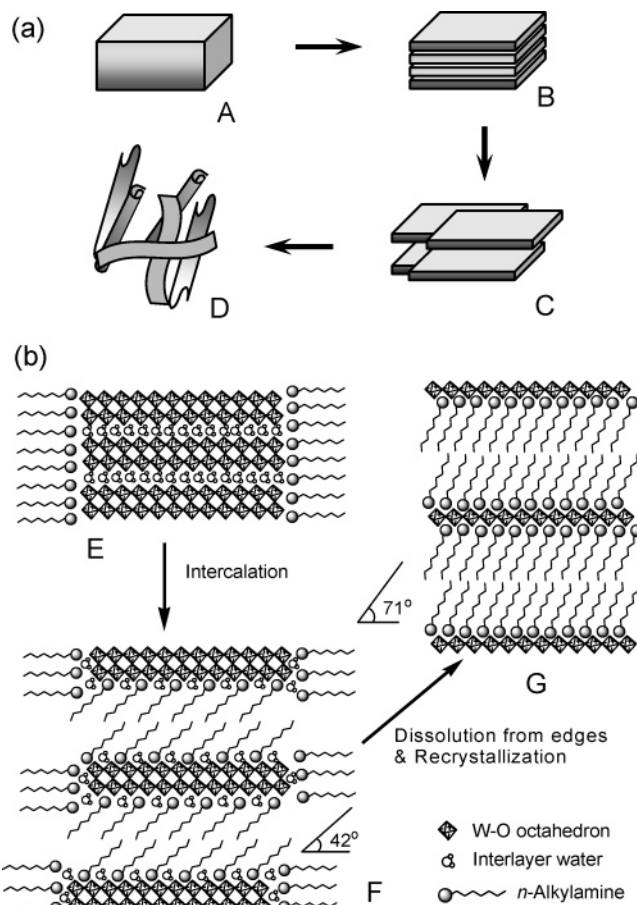 (a)
A
B
C
D
(b)
E
Intercalation
71°
G
Dissolution from edges
& Recrystallization
42°
F
W-O octahedron
Interlayer water
n-Alkylamine